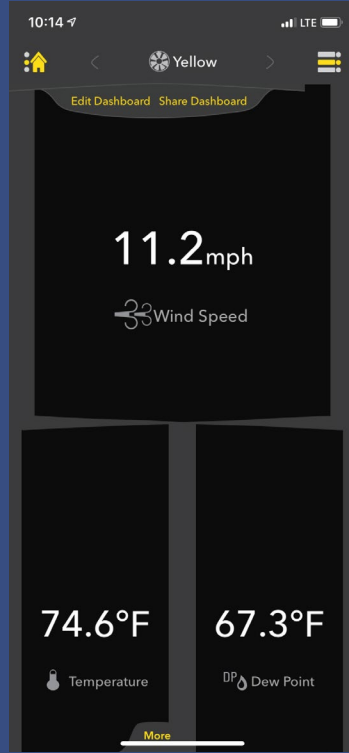 10:14 LTE
Yellow
Edit Dashboard Share Dashboard
11.2mph
Wind Speed
74.6°F 67.3°F
Temperature DP Dew Point
More